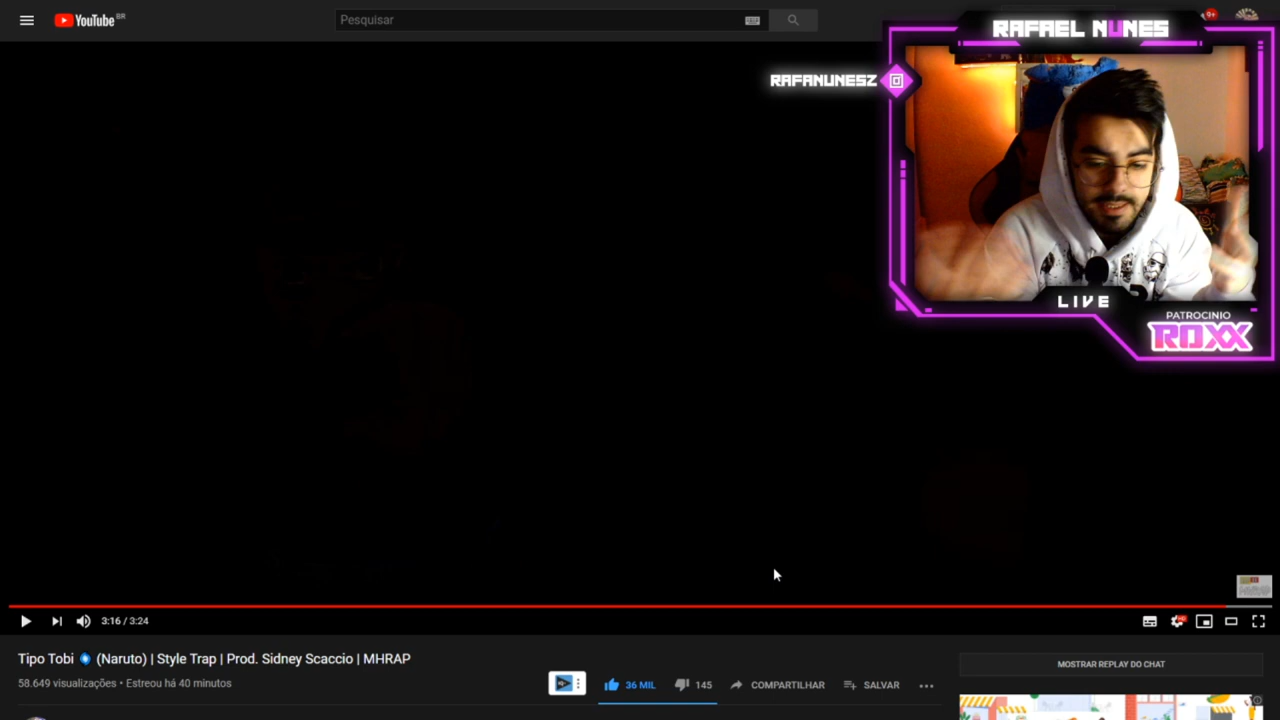 YouTube BR
Pesquisar
9+
RAFAEL NUNES
RAFANUNESZ
LIVE
PATROCINIO
ROXX
3:16 / 3:24
Tipo Tobi (Naruto) | Style Trap | Prod. Sidney Scaccio | MHRAP
58.649 visualizações • Estreou há 40 minutos
36 MIL
145
COMPARTILHAR
SALVAR
MOSTRAR REPLAY DO CHAT